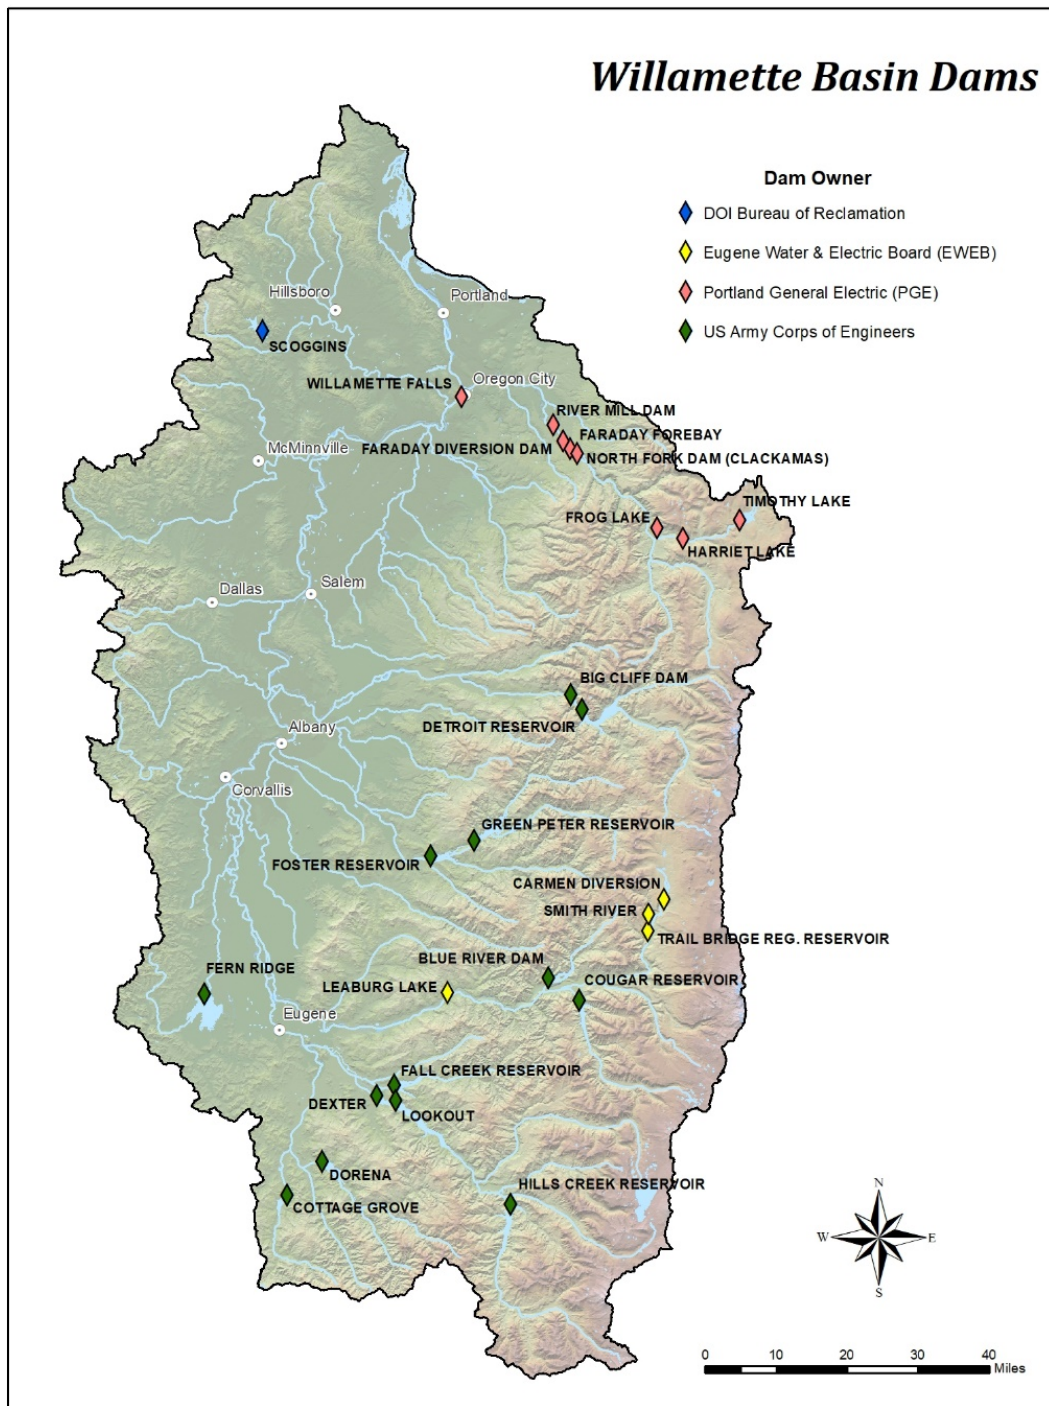 Willamette Basin Dams
Dam Owner
DOI Bureau of Reclamation
Eugene Water & Electric Board (EWEB)
Portland General Electric (PGE)
US Army Corps of Engineers
Hillsboro
Portland
SCOGGINS
WILLAMETTE FALLS
Oregon City
RIVER MILL DAM
FARADAY FOREBAY
FARADAY DIVERSION DAM
NORTH FORK DAM (CLACKAMAS)
McMinnville
TIMOTHY LAKE
FROG LAKE
HARRIET LAKE
Dallas
Salem
BIG CLIFF DAM
DETROIT RESERVOIR
Albany
Corvallis
GREEN PETER RESERVOIR
FOSTER RESERVOIR
CARMEN DIVERSION
SMITH RIVER
TRAIL BRIDGE REG. RESERVOIR
BLUE RIVER DAM
FERN RIDGE
LEABURG LAKE
COUGAR RESERVOIR
Eugene
FALL CREEK RESERVOIR
DEXTER
LOOKOUT
DORENA
HILLS CREEK RESERVOIR
COTTAGE GROVE
N
W
E
S
0 10 20 30 40
Miles